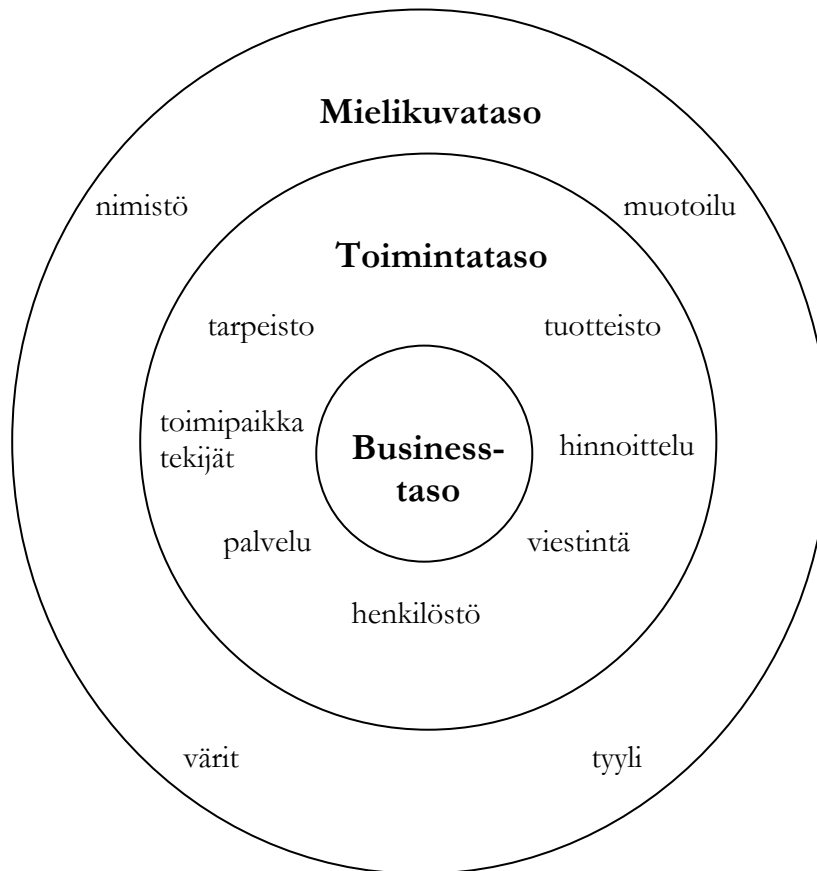 Mielikuvataso
nimistö
muotoilu
Toimintataso
tarpeisto
tuotteisto
toimipaikka
tekijät
Business-
taso
hinnoittelu
palvelu
viestintä
henkilöstö
värit
tyyli